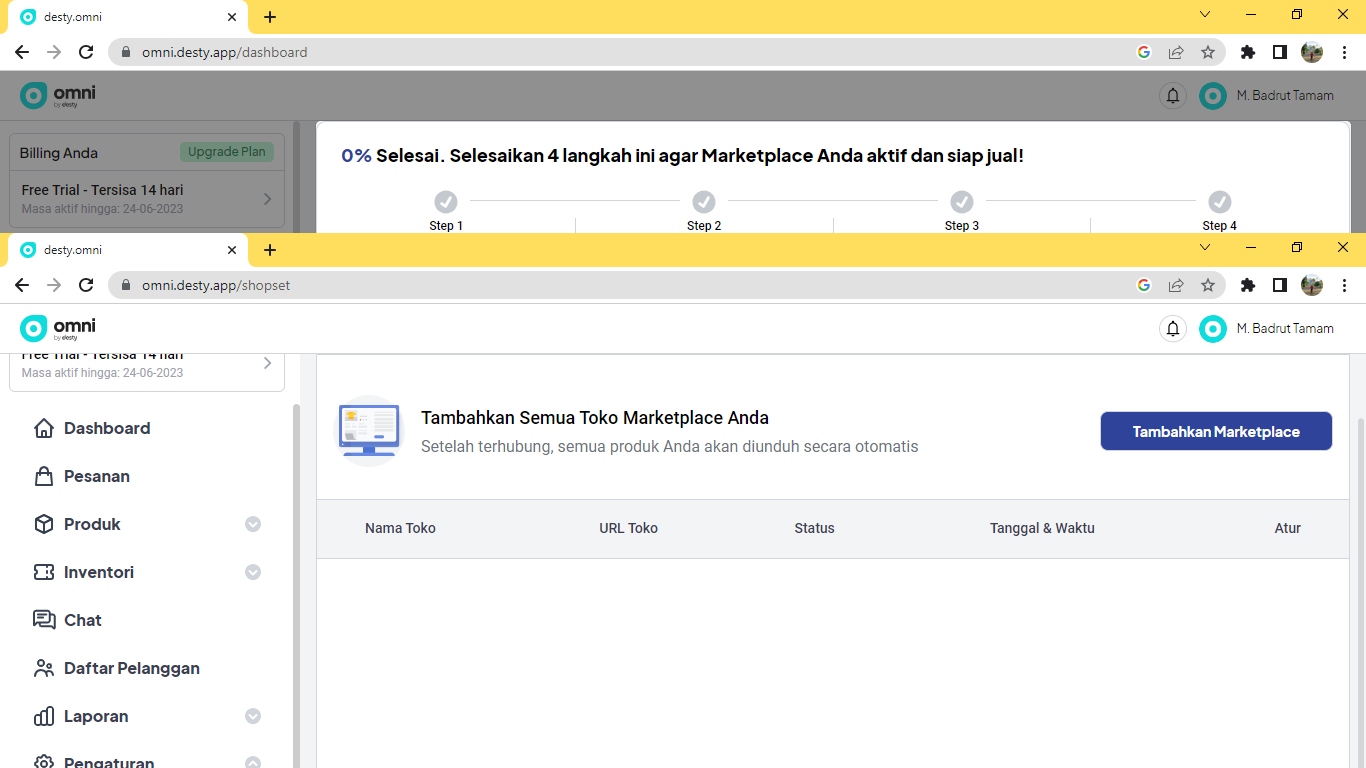 desty.omni
omni.desty.app/dashboard
omni
by desty
M. Badrut Tamam
Billing Anda
Upgrade Plan
Free Trial - Tersisa 14 hari
Masa aktif hingga: 24-06-2023
0% Selesai. Selesaikan 4 langkah ini agar Marketplace Anda aktif dan siap jual!
Step 1
Step 2
Step 3
Step 4
desty.omni
omni.desty.app/shopset
omni
by desty
M. Badrut Tamam
Free Trial - Tersisa 14 hari
Masa aktif hingga: 24-06-2023
Dashboard
Pesanan
Produk
Inventori
Chat
Daftar Pelanggan
Laporan
Pengaturan
Tambahkan Semua Toko Marketplace Anda
Setelah terhubung, semua produk Anda akan diunduh secara otomatis
Tambahkan Marketplace
Nama Toko
URL Toko
Status
Tanggal & Waktu
Atur